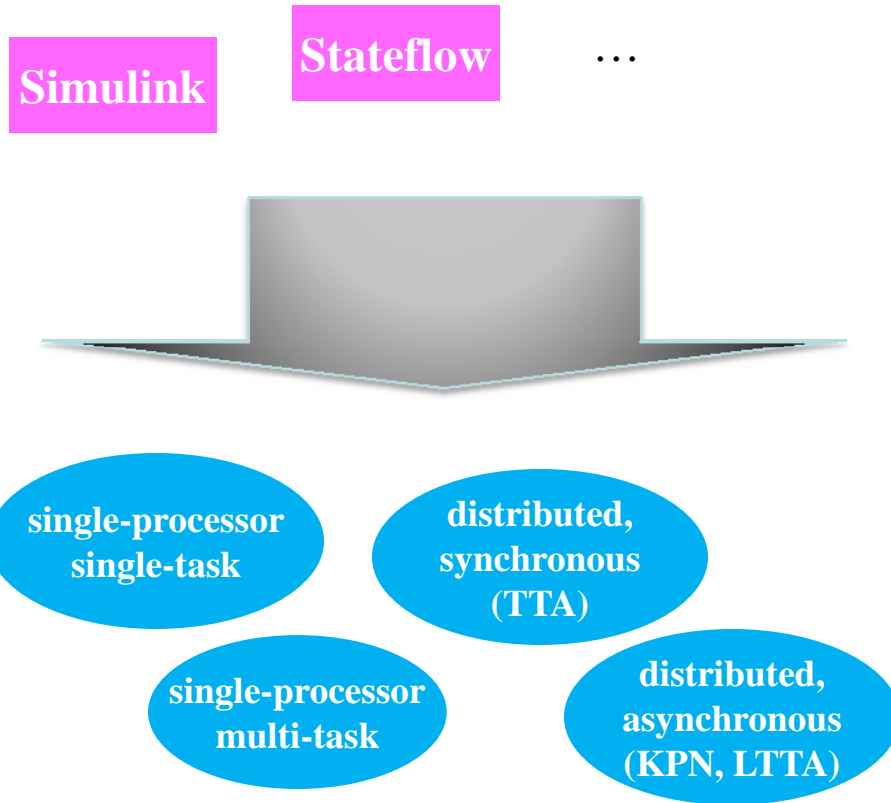 Simulink
Stateflow
…
single-processor
single-task
distributed,
synchronous
(TTA)
single-processor
multi-task
distributed,
asynchronous
(KPN, LTTA)